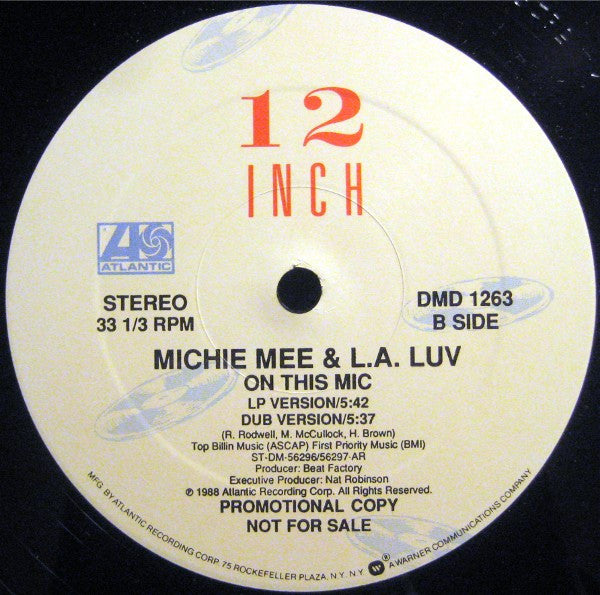 12
INCH
ATLANTIC
STEREO
33 1/3 RPM
DMD 1263
B SIDE
MICHIE MEE & L.A. LUV
ON THIS MIC
LP VERSION/5:42
DUB VERSION/5:37
(R. Rodwell, M. McCullock, H. Brown)
Top Billin Music (ASCAP) First Priority Music (BMI)
ST-DM-56296/56297-AR
Producer: Beat Factory
Executive Producer: Nat Robinson
℗ 1988 Atlantic Recording Corp. All Rights Reserved.
PROMOTIONAL COPY
NOT FOR SALE
MFG. BY ATLANTIC RECORDING CORP. 75 ROCKEFELLER PLAZA, N.Y. N.Y. ® A WARNER COMMUNICATIONS COMPANY